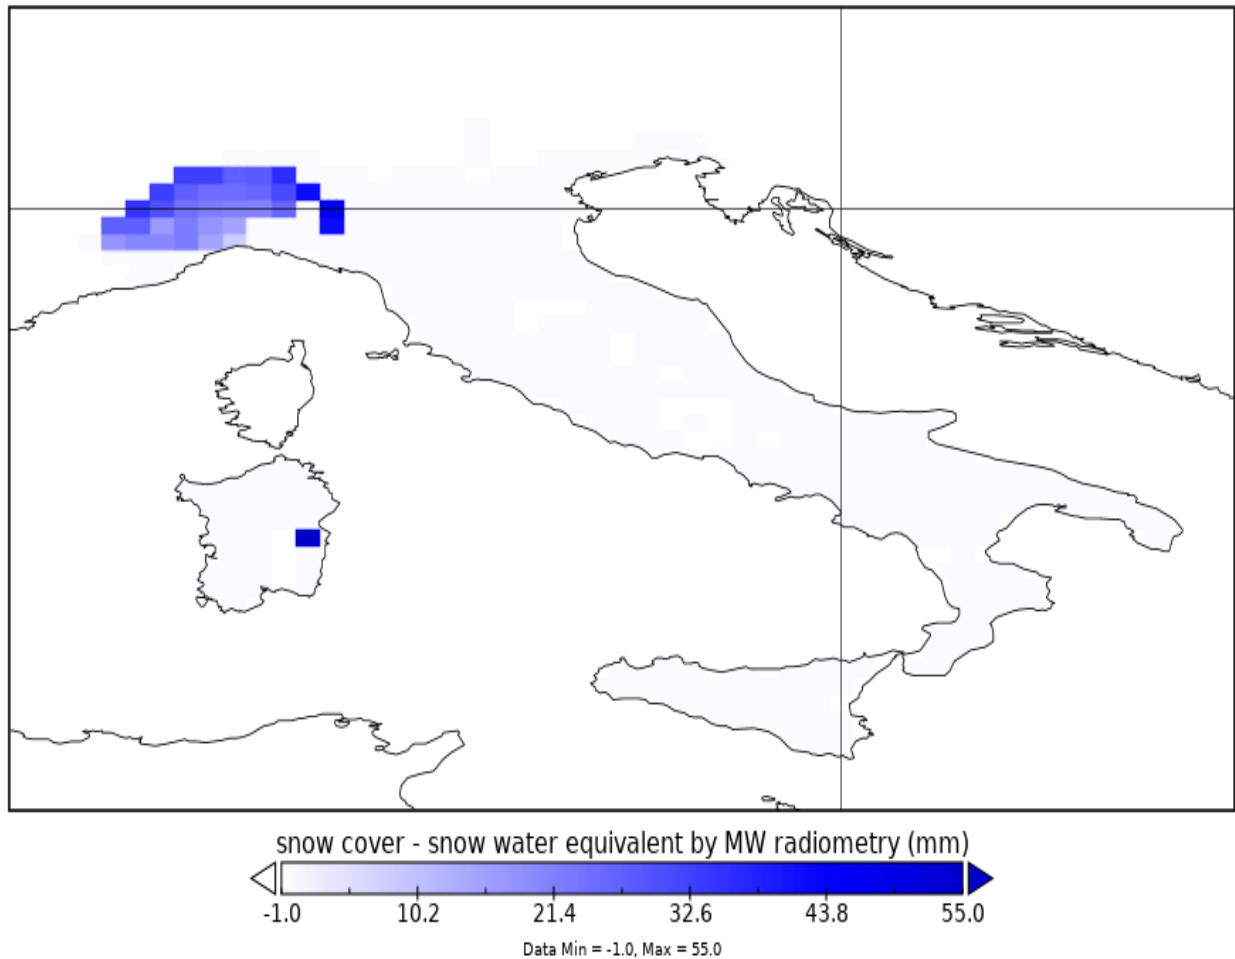 snow cover - snow water equivalent by MW radiometry (mm)
-1.0 10.2 21.4 32.6 43.8 55.0
Data Min = -1.0, Max = 55.0